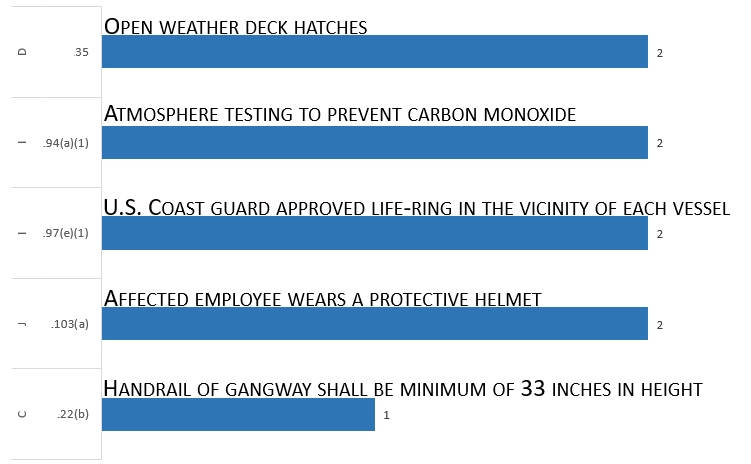 OPEN WEATHER DECK HATCHES
D .35 2
ATMOSPHERE TESTING TO PREVENT CARBON MONOXIDE
I .94(a)(1) 2
U.S. COAST GUARD APPROVED LIFE-RING IN THE VICINITY OF EACH VESSEL
I .97(e)(1) 2
AFFECTED EMPLOYEE WEARS A PROTECTIVE HELMET
J .103(a) 2
HANDRAIL OF GANGWAY SHALL BE MINIMUM OF 33 INCHES IN HEIGHT
C .22(b) 1